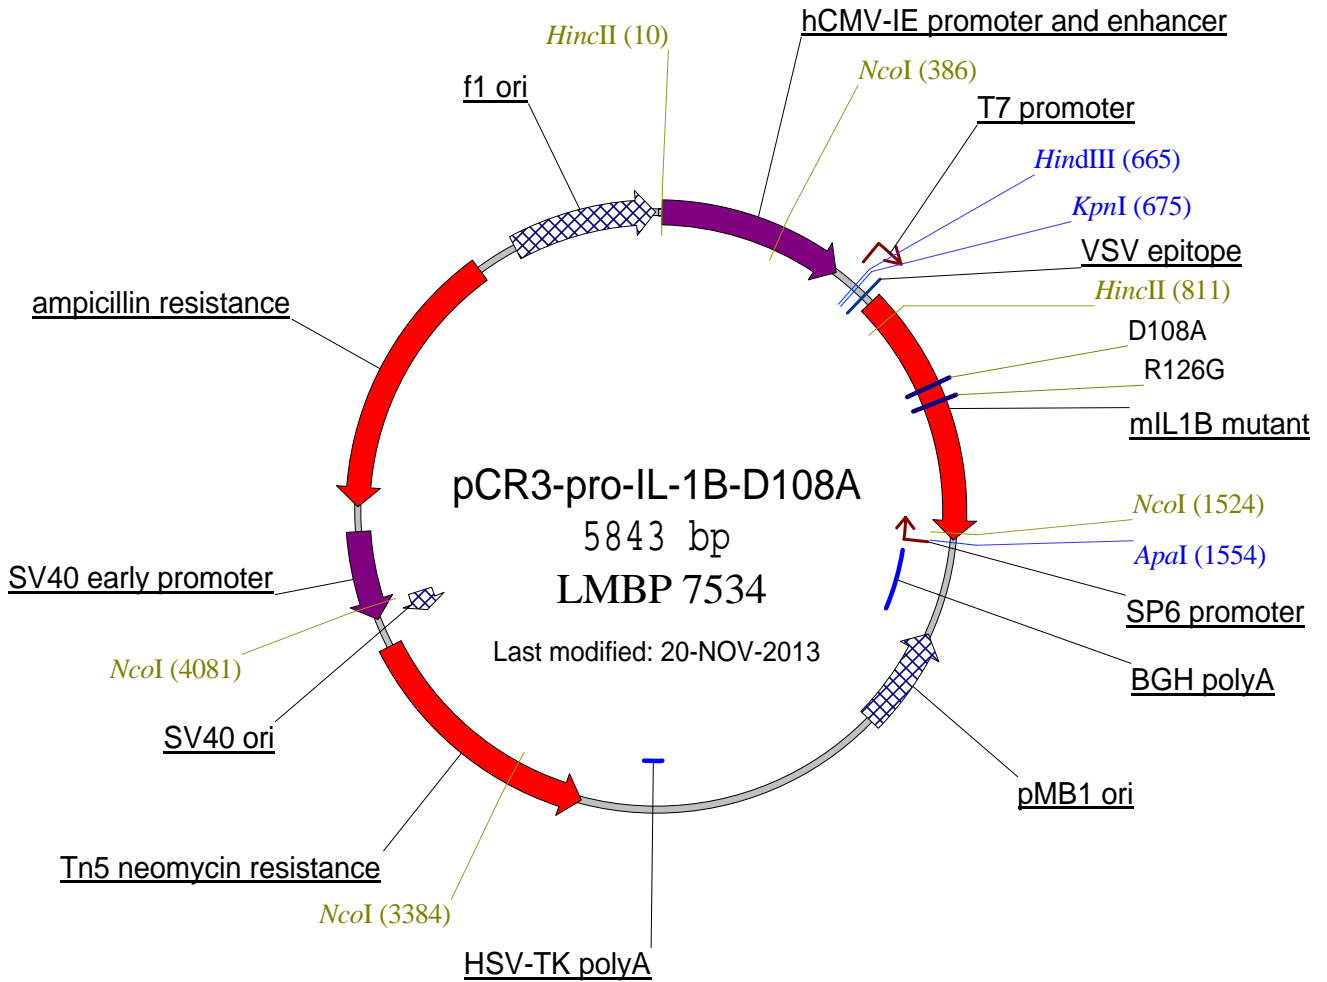 hCMV-IE promoter and enhancer
HincII (10)
NcoI (386)
f1 ori
T7 promoter
HindIII (665)
KpnI (675)
VSV epitope
HincII (811)
ampicillin resistance
D108A
R126G
mIL1B mutant
pCR3-pro-IL-1B-D108A
5843 bp
LMBP 7534
Last modified: 20-NOV-2013
NcoI (1524)
ApaI (1554)
SV40 early promoter
SP6 promoter
NcoI (4081)
BGH polyA
SV40 ori
pMB1 ori
Tn5 neomycin resistance
NcoI (3384)
HSV-TK polyA